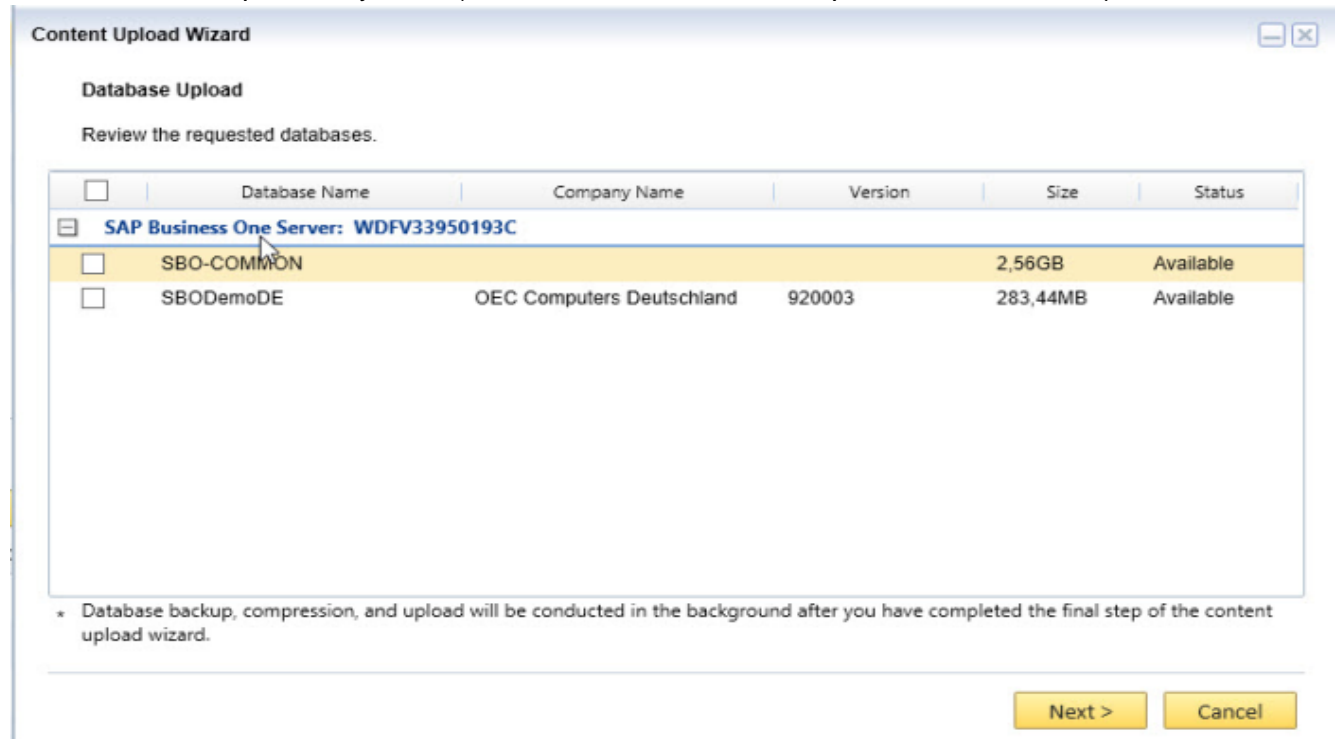 Content Upload Wizard
Database Upload
Review the requested databases.
Database Name Company Name Version Size Status
SAP Business One Server: WDFV33950193C
SBO-COMMON 2,56GB Available
SBODemoDE OEC Computers Deutschland 920003 283,44MB Available
* Database backup, compression, and upload will be conducted in the background after you have completed the final step of the content
upload wizard.
Next > Cancel